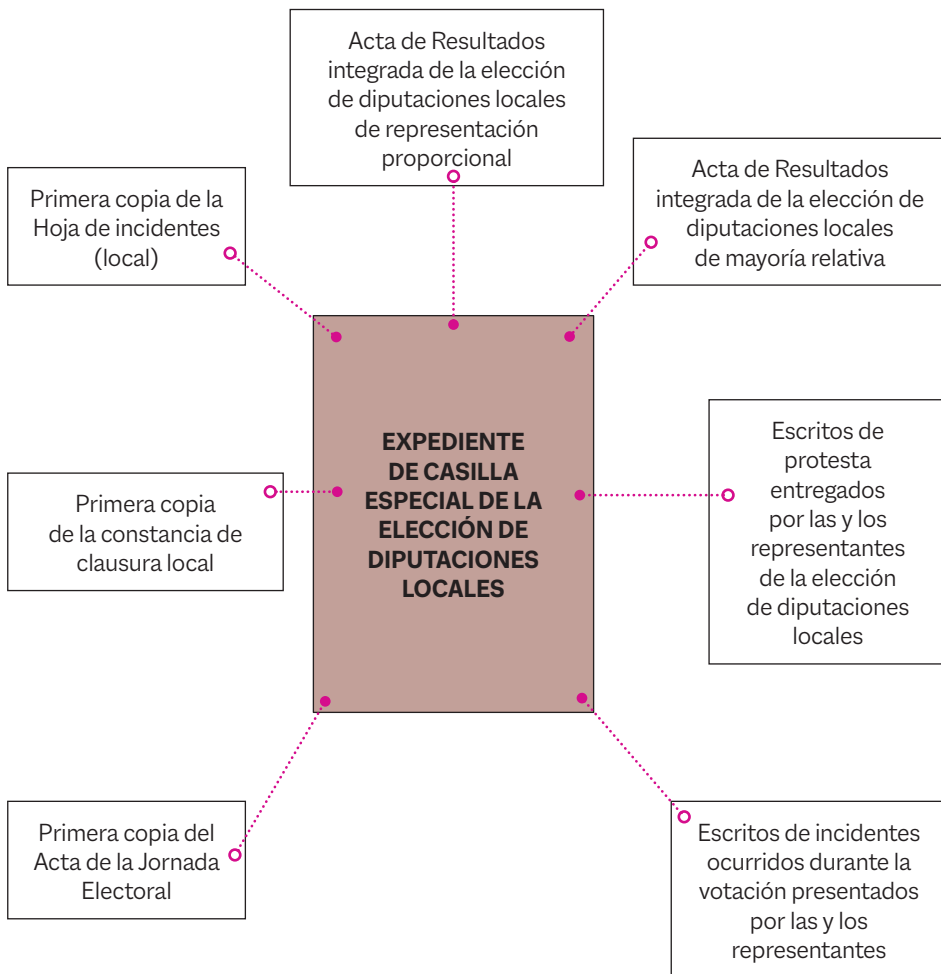 Acta de Resultados
integrada de la elección
de diputaciones locales
de representación
proporcional
Acta de Resultados
integrada de la elección de
diputaciones locales
de mayoría relativa
Primera copia de la
Hoja de incidentes
(local)
EXPEDIENTE
DE CASILLA
ESPECIAL DE LA
ELECCIÓN DE
DIPUTACIONES
LOCALES
Escritos de
protesta
entregados
por las y los
representantes
de la elección
de diputaciones
locales
Primera copia
de la constancia de
clausura local
Primera copia del
Acta de la Jornada
Electoral
Escritos de incidentes
ocurridos durante la
votación presentados
por las y los
representantes